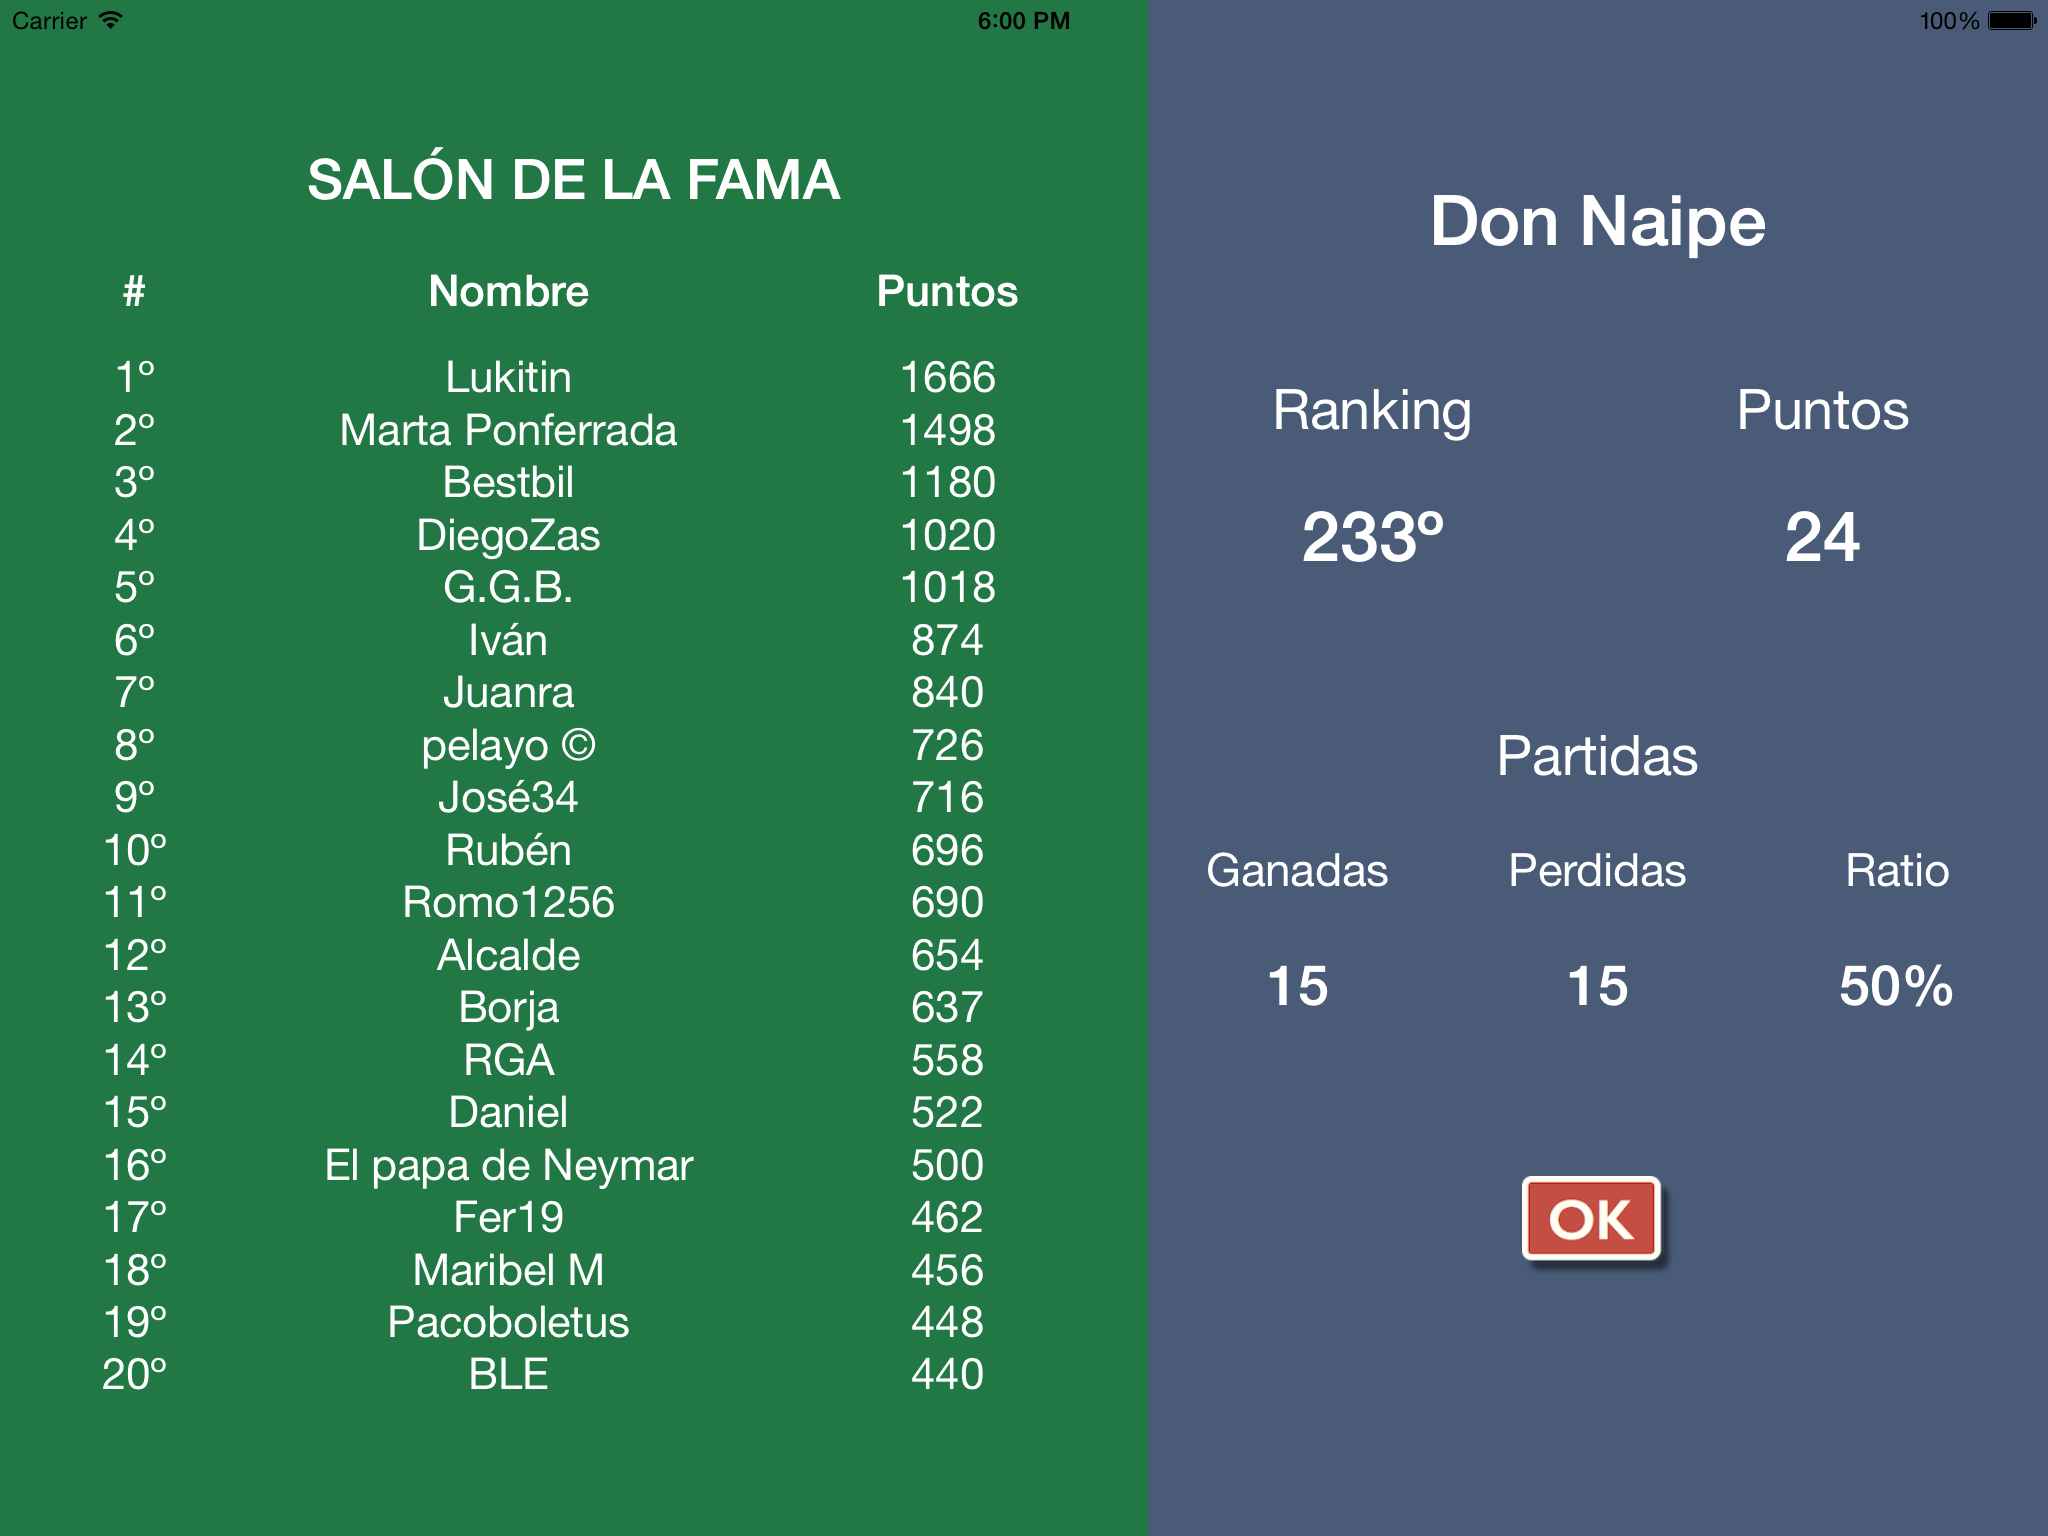 Carrier 6:00 PM 100%
SALÓN DE LA FAMA
# Nombre Puntos
1º Lukitin 1666
2º Marta Ponferrada 1498
3º Bestbil 1180
4º DiegoZas 1020
5º G.G.B. 1018
6º Iván 874
7º Juanra 840
8º pelayo © 726
9º José34 716
10º Rubén 696
11º Romo1256 690
12º Alcalde 654
13º Borja 637
14º RGA 558
15º Daniel 522
16º El papa de Neymar 500
17º Fer19 462
18º Maribel M 456
19º Pacoboletus 448
20º BLE 440
Don Naipe
Ranking Puntos
233º 24
Partidas
Ganadas Perdidas Ratio
15 15 50%
OK